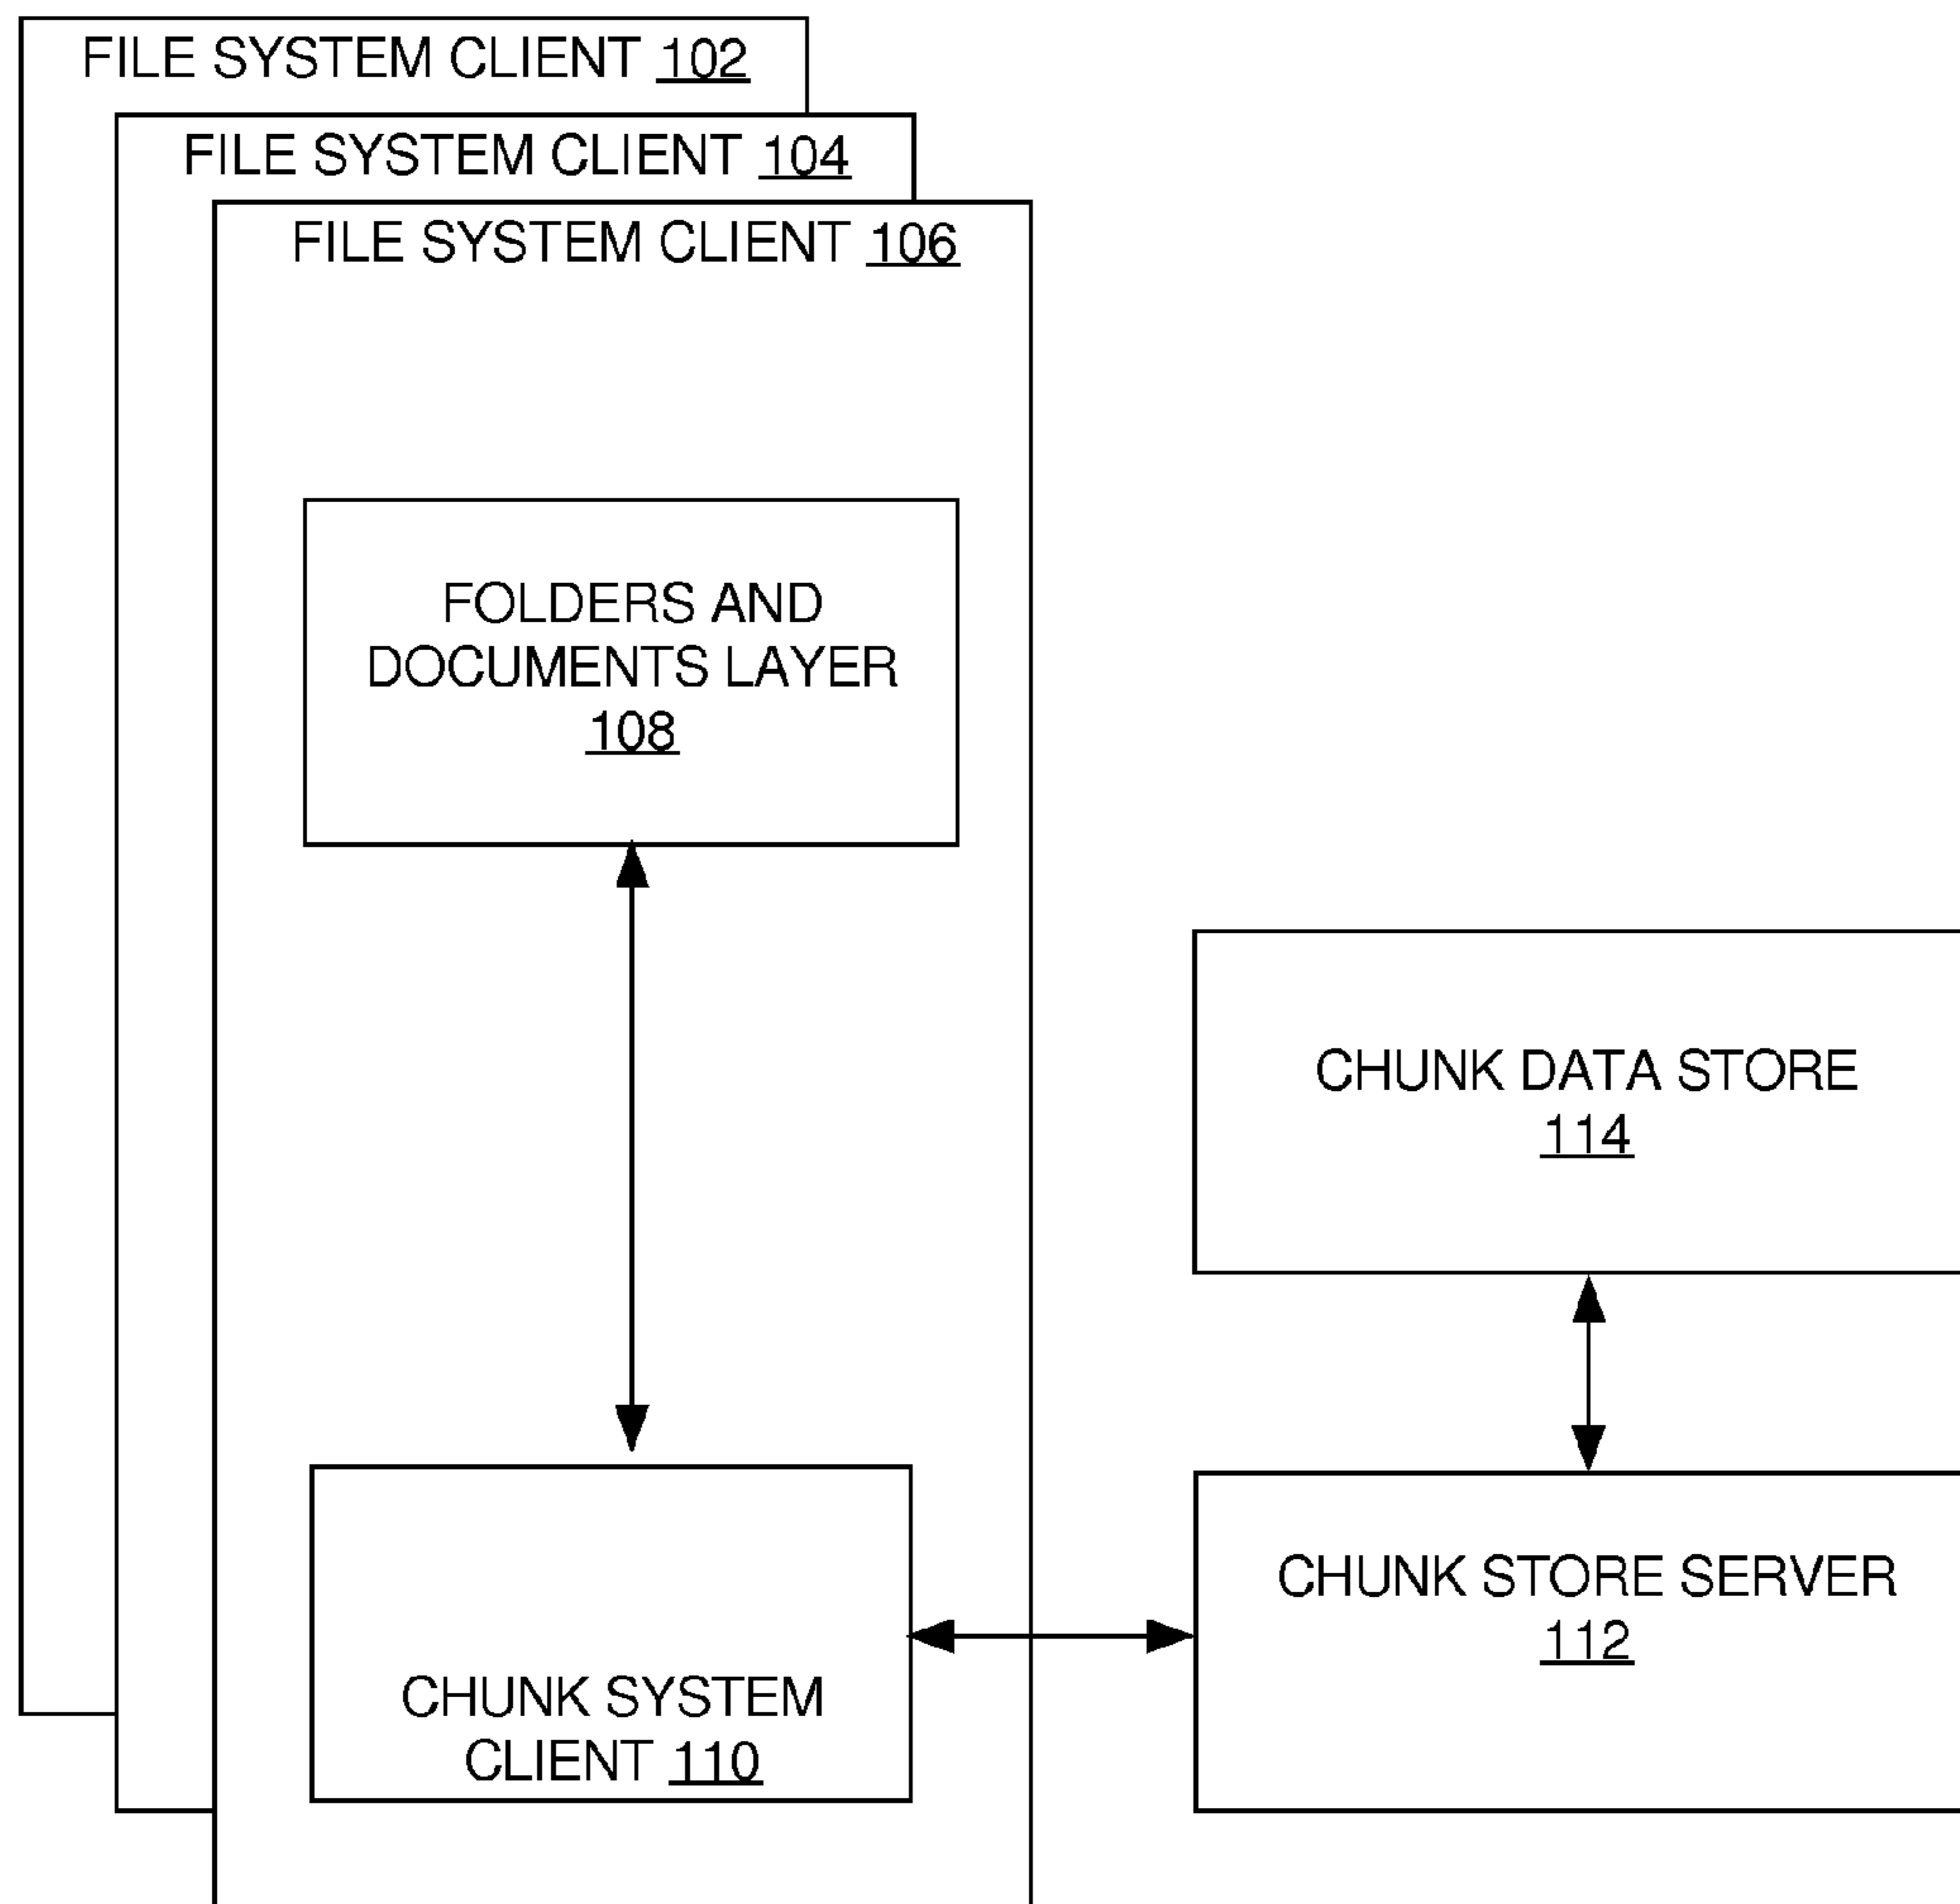 FILE SYSTEM CLIENT 102
FILE SYSTEM CLIENT 104
FILE SYSTEM CLIENT 106
FOLDERS AND
DOCUMENTS LAYER
108
CHUNK DATA STORE
114
CHUNK STORE SERVER
112
CHUNK SYSTEM
CLIENT 110